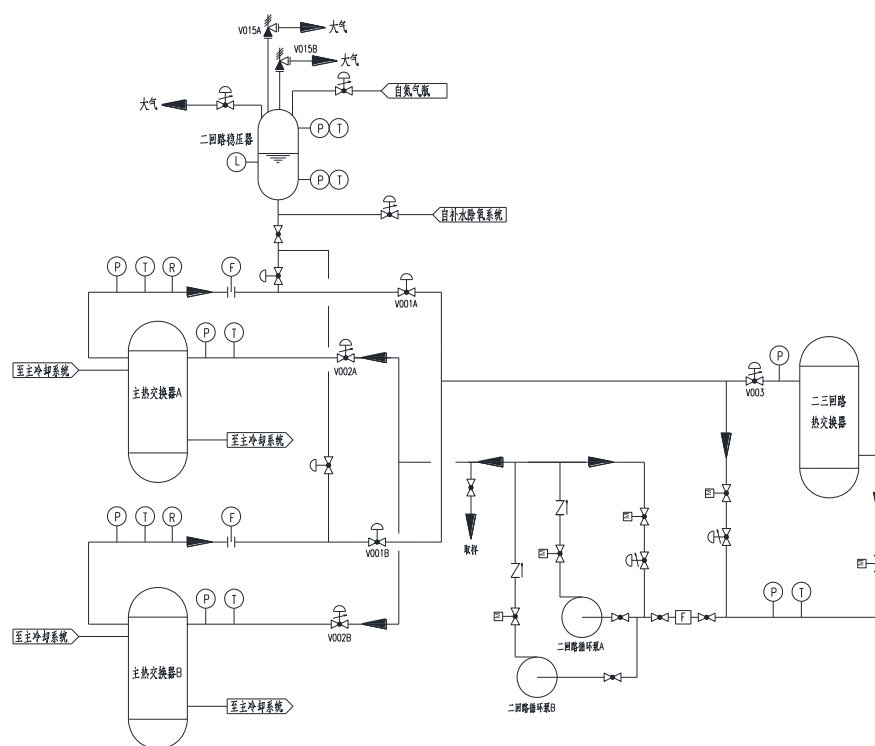 V015A
大气
V015B
大气
大气
自氮气瓶
二回路稳压器
P T
L
P T
自补水除氧系统
P T R F
V001A
P T
至主冷却系统
V002A
主热交换器A
至主冷却系统
P
V003
二三回路
热交换器
P T R F
取样
V001B
M
M
M
M
M
P T
至主冷却系统
V002B
主热交换器B
至主冷却系统
二回路循环泵A
F
P T
二回路循环泵B